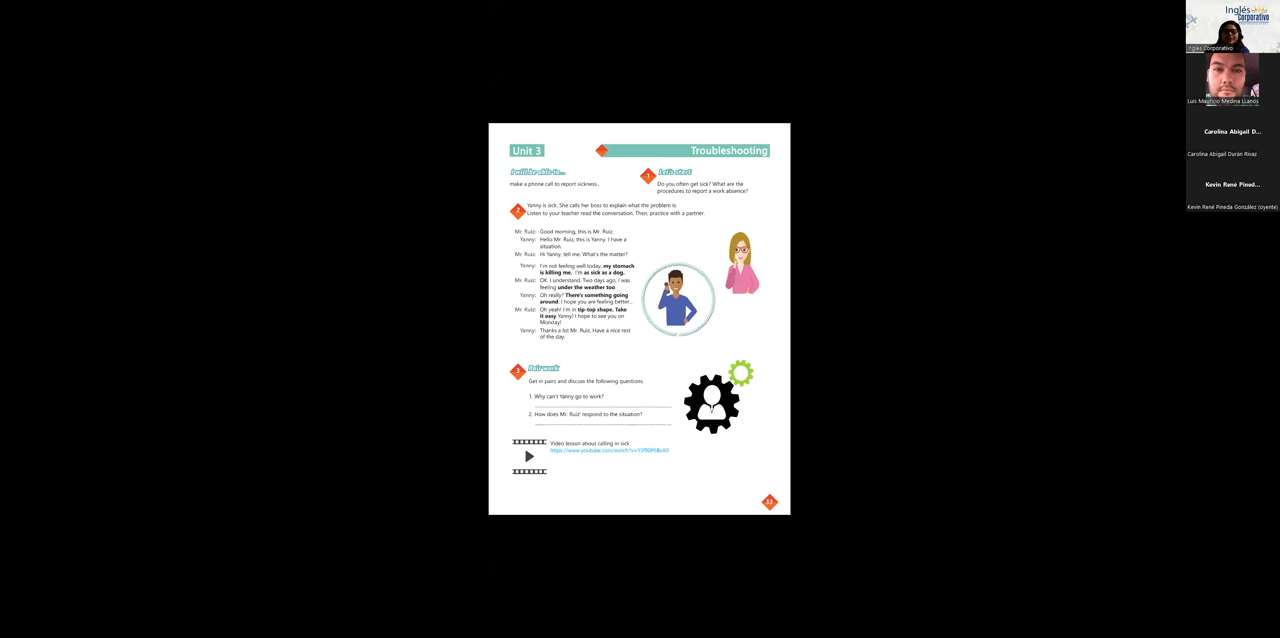 Unit 3
Troubleshooting
I will be able to...
make a phone call to report sickness...
1
Let's start
Do you often get sick? What are the
procedures to report a work absence?
2
Yanny is sick. She calls her boss to explain what the problem is.
Listen to your teacher read the conversation. Then, practice with a partner.
Mr. Ruiz: Good morning, this is Mr. Ruiz.
Yanny: Hello Mr. Ruiz, this is Yanny. I have a
situation.
Mr. Ruiz: Hi Yanny, tell me. What's the matter?
Yanny: I'm not feeling well today, my stomach
is killing me. I'm as sick as a dog.
Mr. Ruiz: OK, I understand. Two days ago, I was
feeling under the weather too.
Yanny: Oh really? There's something going
around. I hope you are feeling better...
Mr. Ruiz: Oh yeah! I'm in tip-top shape. Take
it easy Yanny! I hope to see you on
Monday!
Yanny: Thanks a lot Mr. Ruiz. Have a nice rest
of the day.
3
Pair work
Get in pairs and discuss the following questions.
1. Why can't Yanny go to work?
2. How does Mr. Ruiz' respond to the situation?
Video lesson about calling in sick
13
Inglés
Corporativo
Inglés Corporativo
Luis Mauricio Medina LLanos
Carolina Abigail D...
Carolina Abigail Durán Rivaz
Kevin René Pined...
Kevin René Pineda González (oyente)